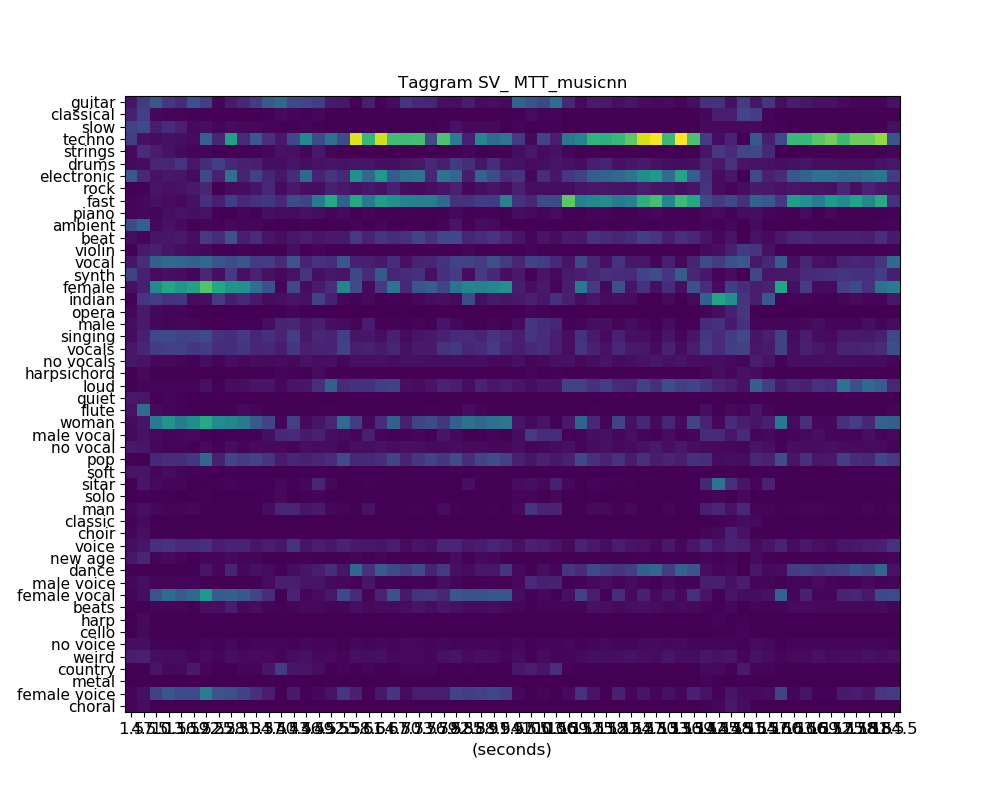 Taggram SV_ MTT_musicnn
guitar
classical
slow
techno
strings
drums
electronic
rock
fast
piano
ambient
beat
violin
vocal
synth
female
indian
opera
male
singing
vocals
no vocals
harpsichord
loud
quiet
flute
woman
male vocal
no vocal
pop
soft
sitar
solo
man
classic
choir
voice
new age
dance
male voice
female vocal
beats
harp
cello
no voice
weird
country
metal
female voice
choral
(seconds)